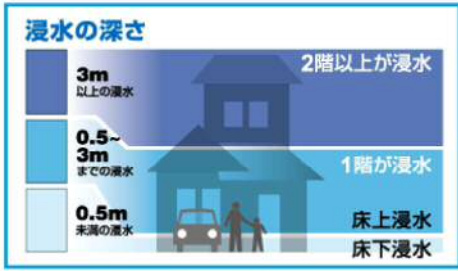 浸水の深さ
3m
以上の浸水
2階以上が浸水
0.5~
3m
までの浸水
1階が浸水
0.5m
未満の浸水
床上浸水
床下浸水